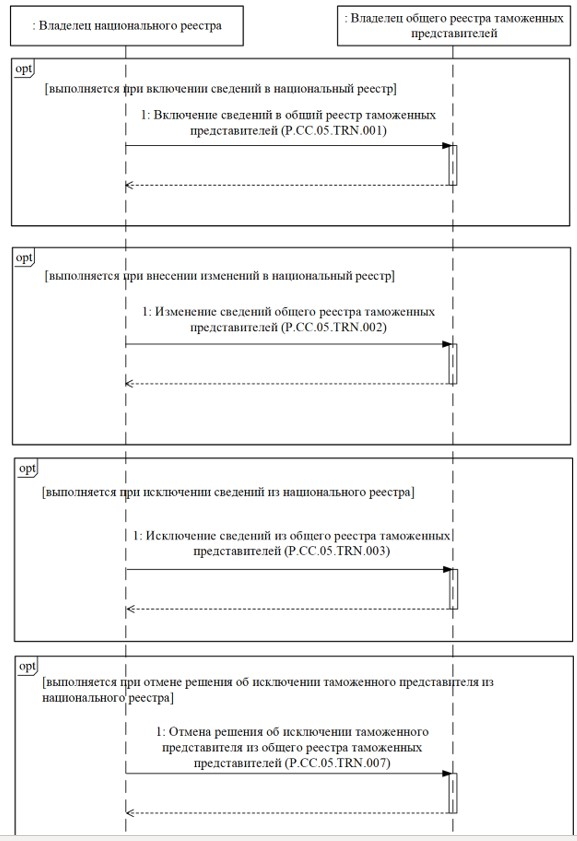 : Владелец национального реестра
: Владелец общего реестра таможенных
представителей
opt
[выполняется при включении сведений в национальный реестр]
1: Включение сведений в общий реестр таможенных
представителей (P.CC.05.TRN.001)
opt
[выполняется при внесении изменений в национальный реестр]
1: Изменение сведений общего реестра таможенных
представителей (P.CC.05.TRN.002)
opt
[выполняется при исключении сведений из национального реестра]
1: Исключение сведений из общего реестра таможенных
представителей (P.CC.05.TRN.003)
opt
[выполняется при отмене решения об исключении таможенного представителя из
национального реестра]
1: Отмена решения об исключении таможенного
представителя из общего реестра таможенных
представителей (P.CC.05.TRN.007)